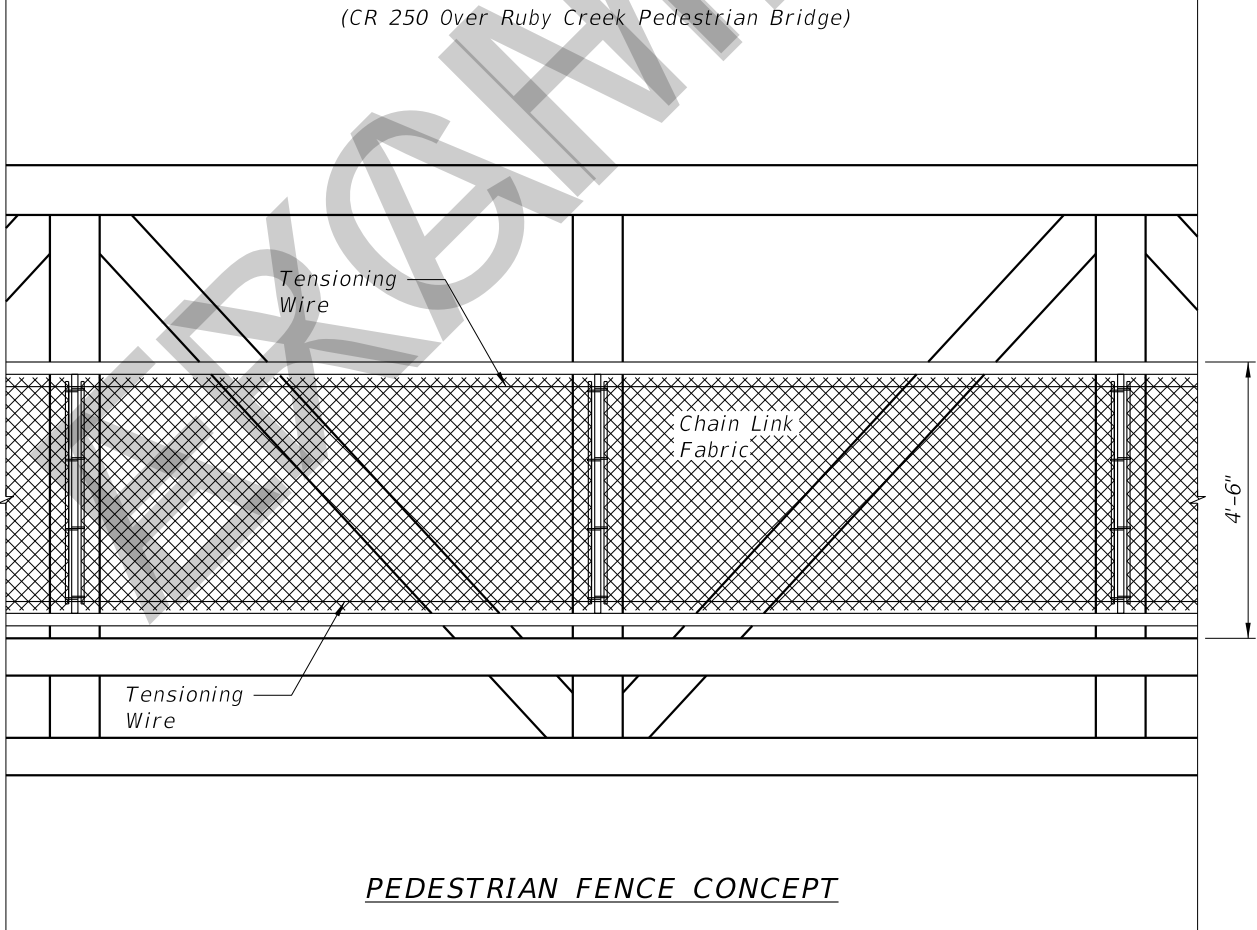 (CR 250 Over Ruby Creek Pedestrian Bridge)
Tensioning
Wire
Chain Link
Fabric
4'-6"
Tensioning
Wire
PEDESTRIAN FENCE CONCEPT